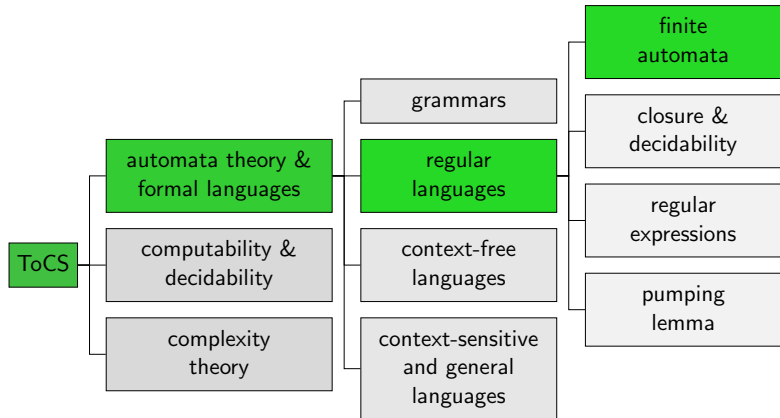 ToCS
automata theory &
formal languages
computability &
decidability
complexity
theory
grammars
regular
languages
context-free
languages
context-sensitive
and general
languages
finite
automata
closure &
decidability
regular
expressions
pumping
lemma